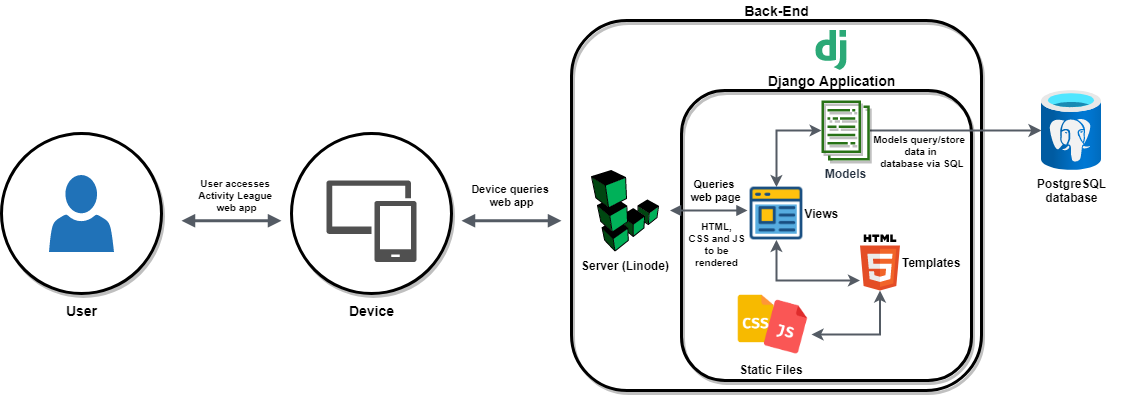 Back-End
dj
Django Application
Models query/store
data in
database via SQL
Models
PostgreSQL
database
User accesses
Activity League
web app
Device queries
web app
Queries
web page
Views
HTML,
CSS and JS
to be
rendered
Server (Linode)
HTML
5
Templates
CSS
JS
Static Files
User
Device